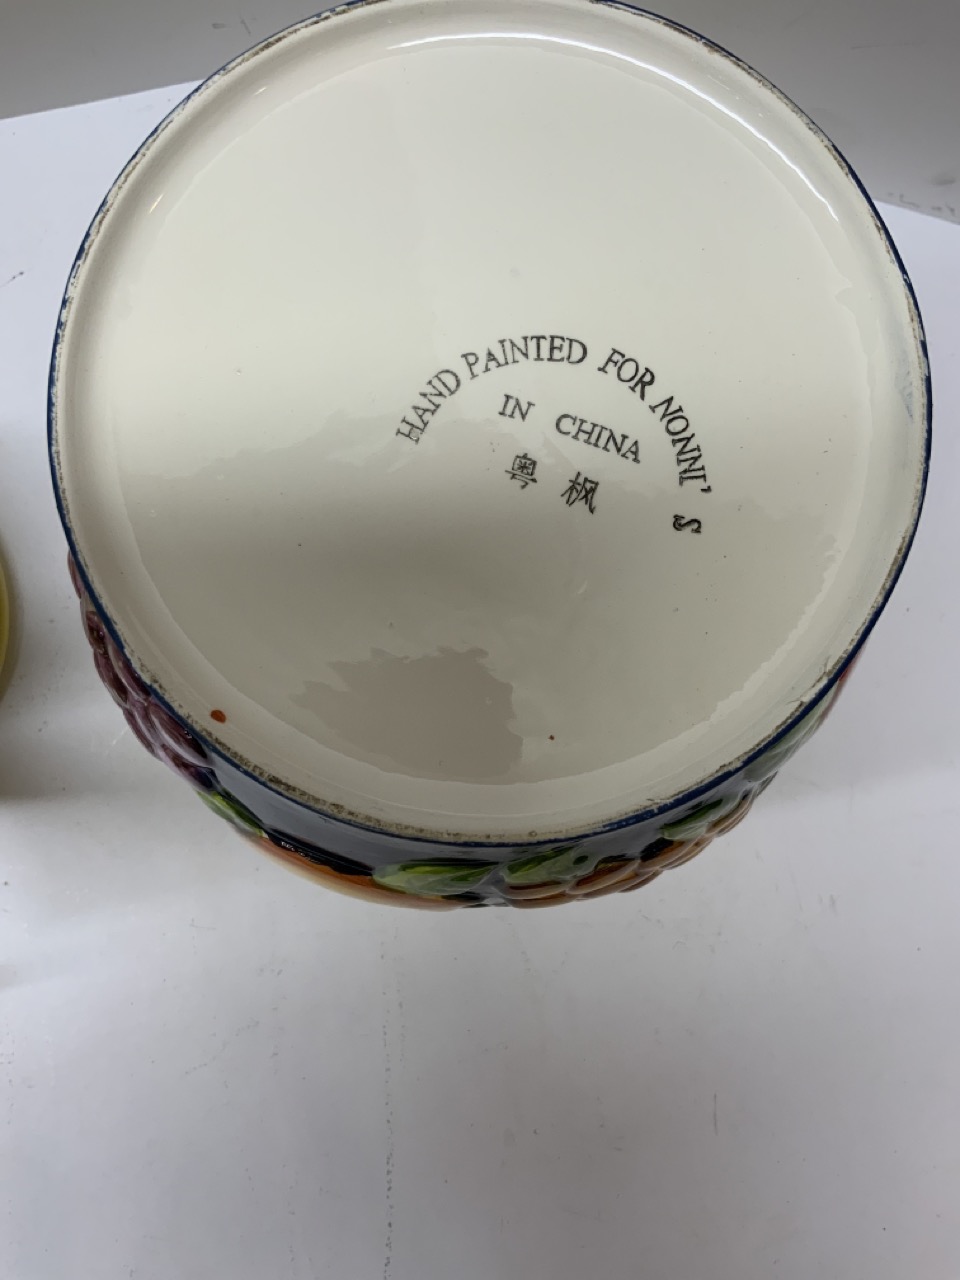 HAND PAINTED FOR NONNI'S
IN CHINA
粤枫